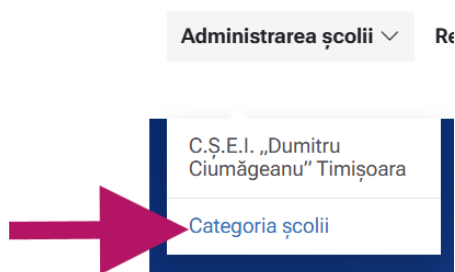 Administrarea școlii
C.Ș.E.I. „Dumitru
Ciumăgeanu” Timișoara
Categoria școlii